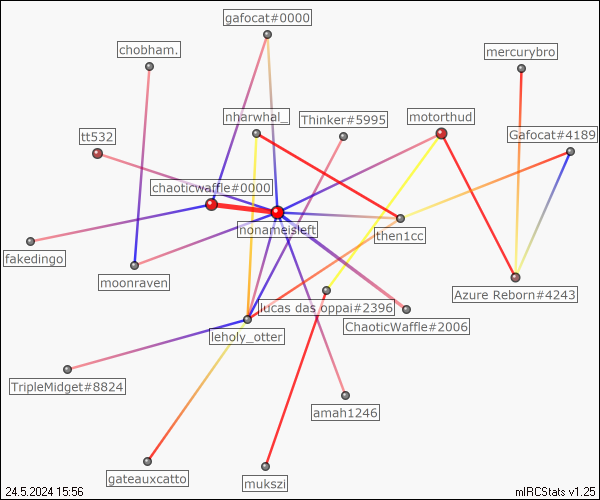 gafocat#0000
chobham.
mercurybro
nharwhal_
Thinker#5995
motorthud
tt532
Gafocat#4189
chaoticwaffle#0000
nonameisleft
then1cc
fakedingo
moonraven
Azure Reborn#4243
lucas das oppai#2396
ChaoticWaffle#2006
leholy_otter
TripleMidget#8824
amah1246
gateauxcatto
mukszi
24.5.2024 15:56
mIRCStats v1.25